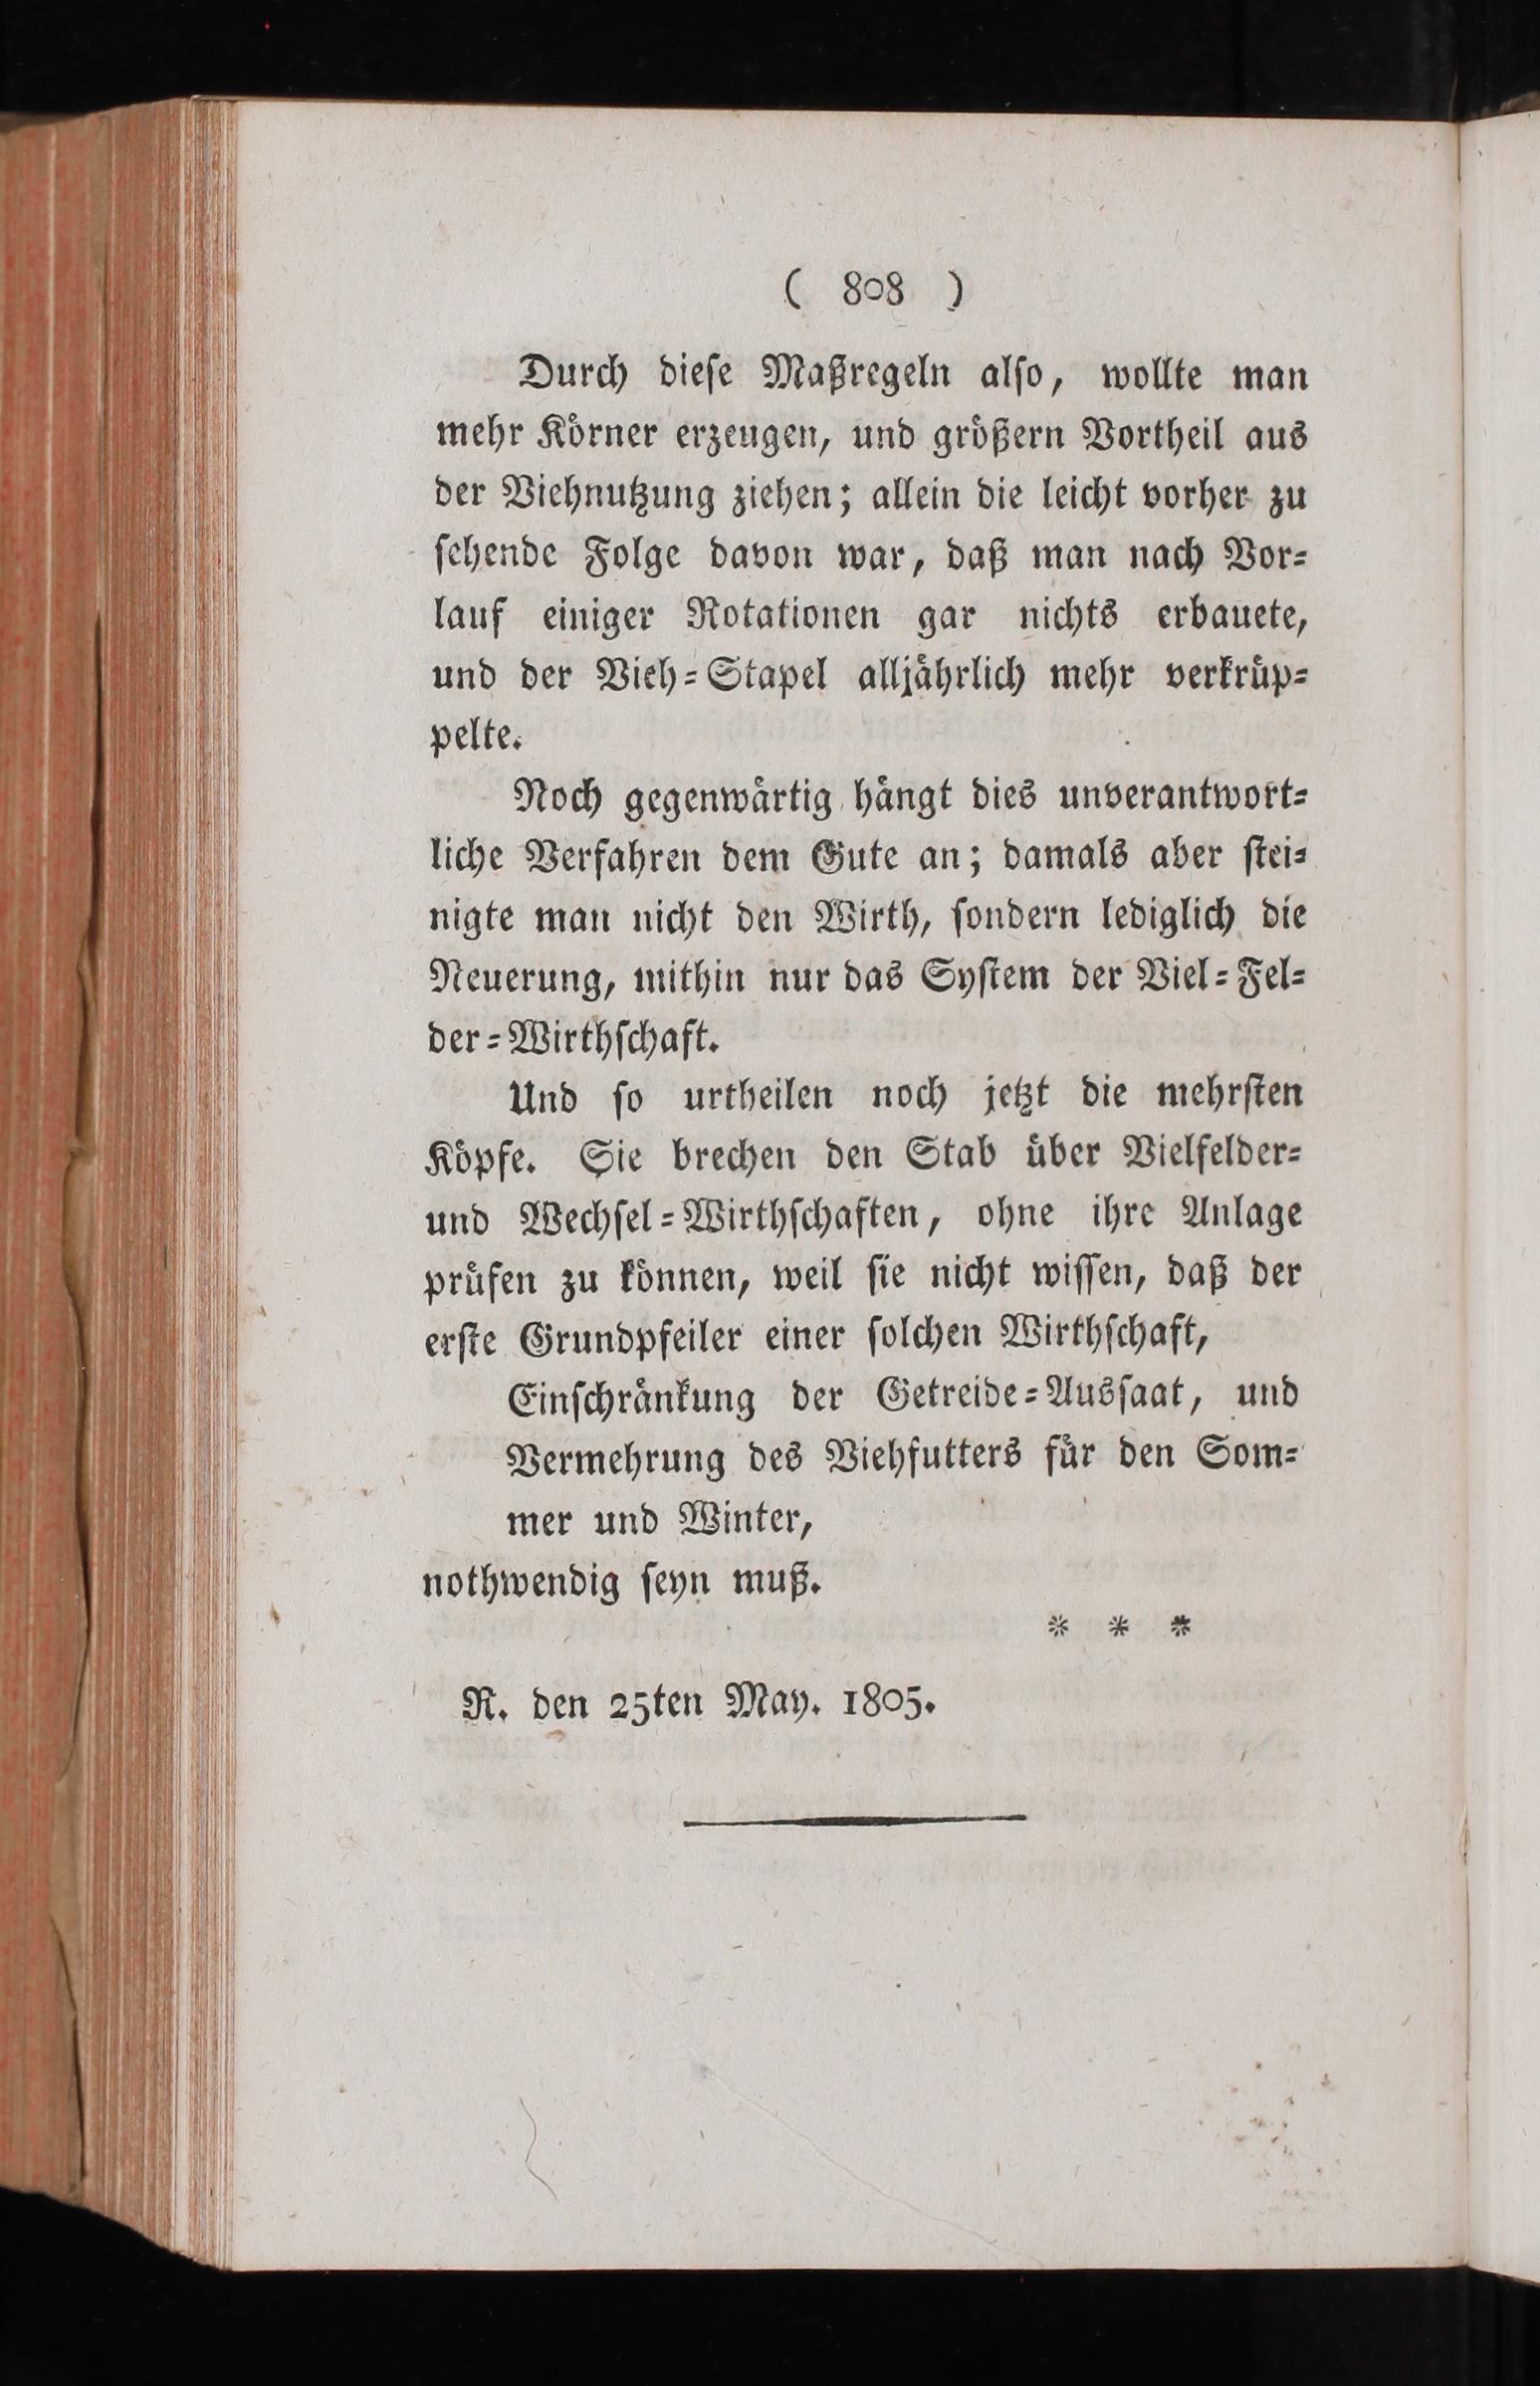 ( 808 )
Durch dieſe Maßregeln alſo, wollte man
mehr Körner erzeugen, und größern Vortheil aus
der Viehnutzung ziehen; allein die leicht vorher zu
ſehende Folge davon war, daß man nach Vor-
lauf einiger Rotationen gar nichts erbauete,
und der Vieh-Stapel alljährlich mehr verkrüp-
pelte.
Noch gegenwärtig hängt dies unverantwort-
liche Verfahren dem Gute an; damals aber ſtei-
nigte man nicht den Wirth, ſondern lediglich die
Neuerung, mithin nur das Syſtem der Viel-Fel-
der-Wirthſchaft.
Und ſo urtheilen noch jetzt die mehrſten
Köpfe. Sie brechen den Stab über Vielfelder-
und Wechſel-Wirthſchaften, ohne ihre Anlage
prüfen zu können, weil ſie nicht wiſſen, daß der
erſte Grundpfeiler einer ſolchen Wirthſchaft,
Einſchränkung der Getreide-Ausſaat, und
Vermehrung des Viehfutters für den Som-
mer und Winter,
nothwendig ſeyn muß.
* * *
R. den 25ten May. 1805.